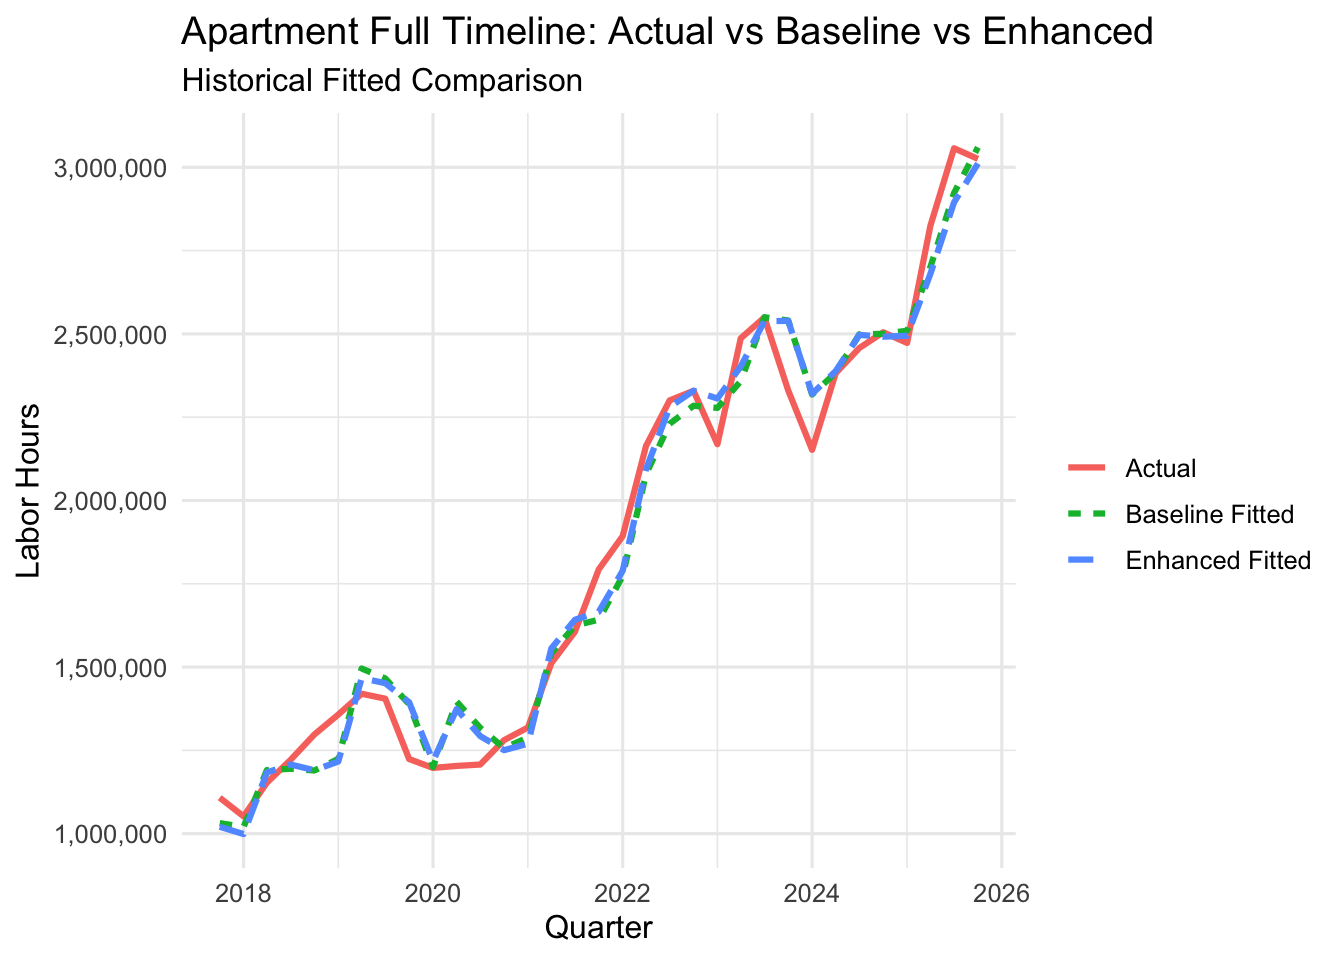 Apartment Full Timeline: Actual vs Baseline vs Enhanced
Historical Fitted Comparison
3,000,000
2,500,000
2,000,000
1,500,000
1,000,000
Labor Hours
2018
2020
2022
2024
2026
Quarter
Actual
Baseline Fitted
Enhanced Fitted